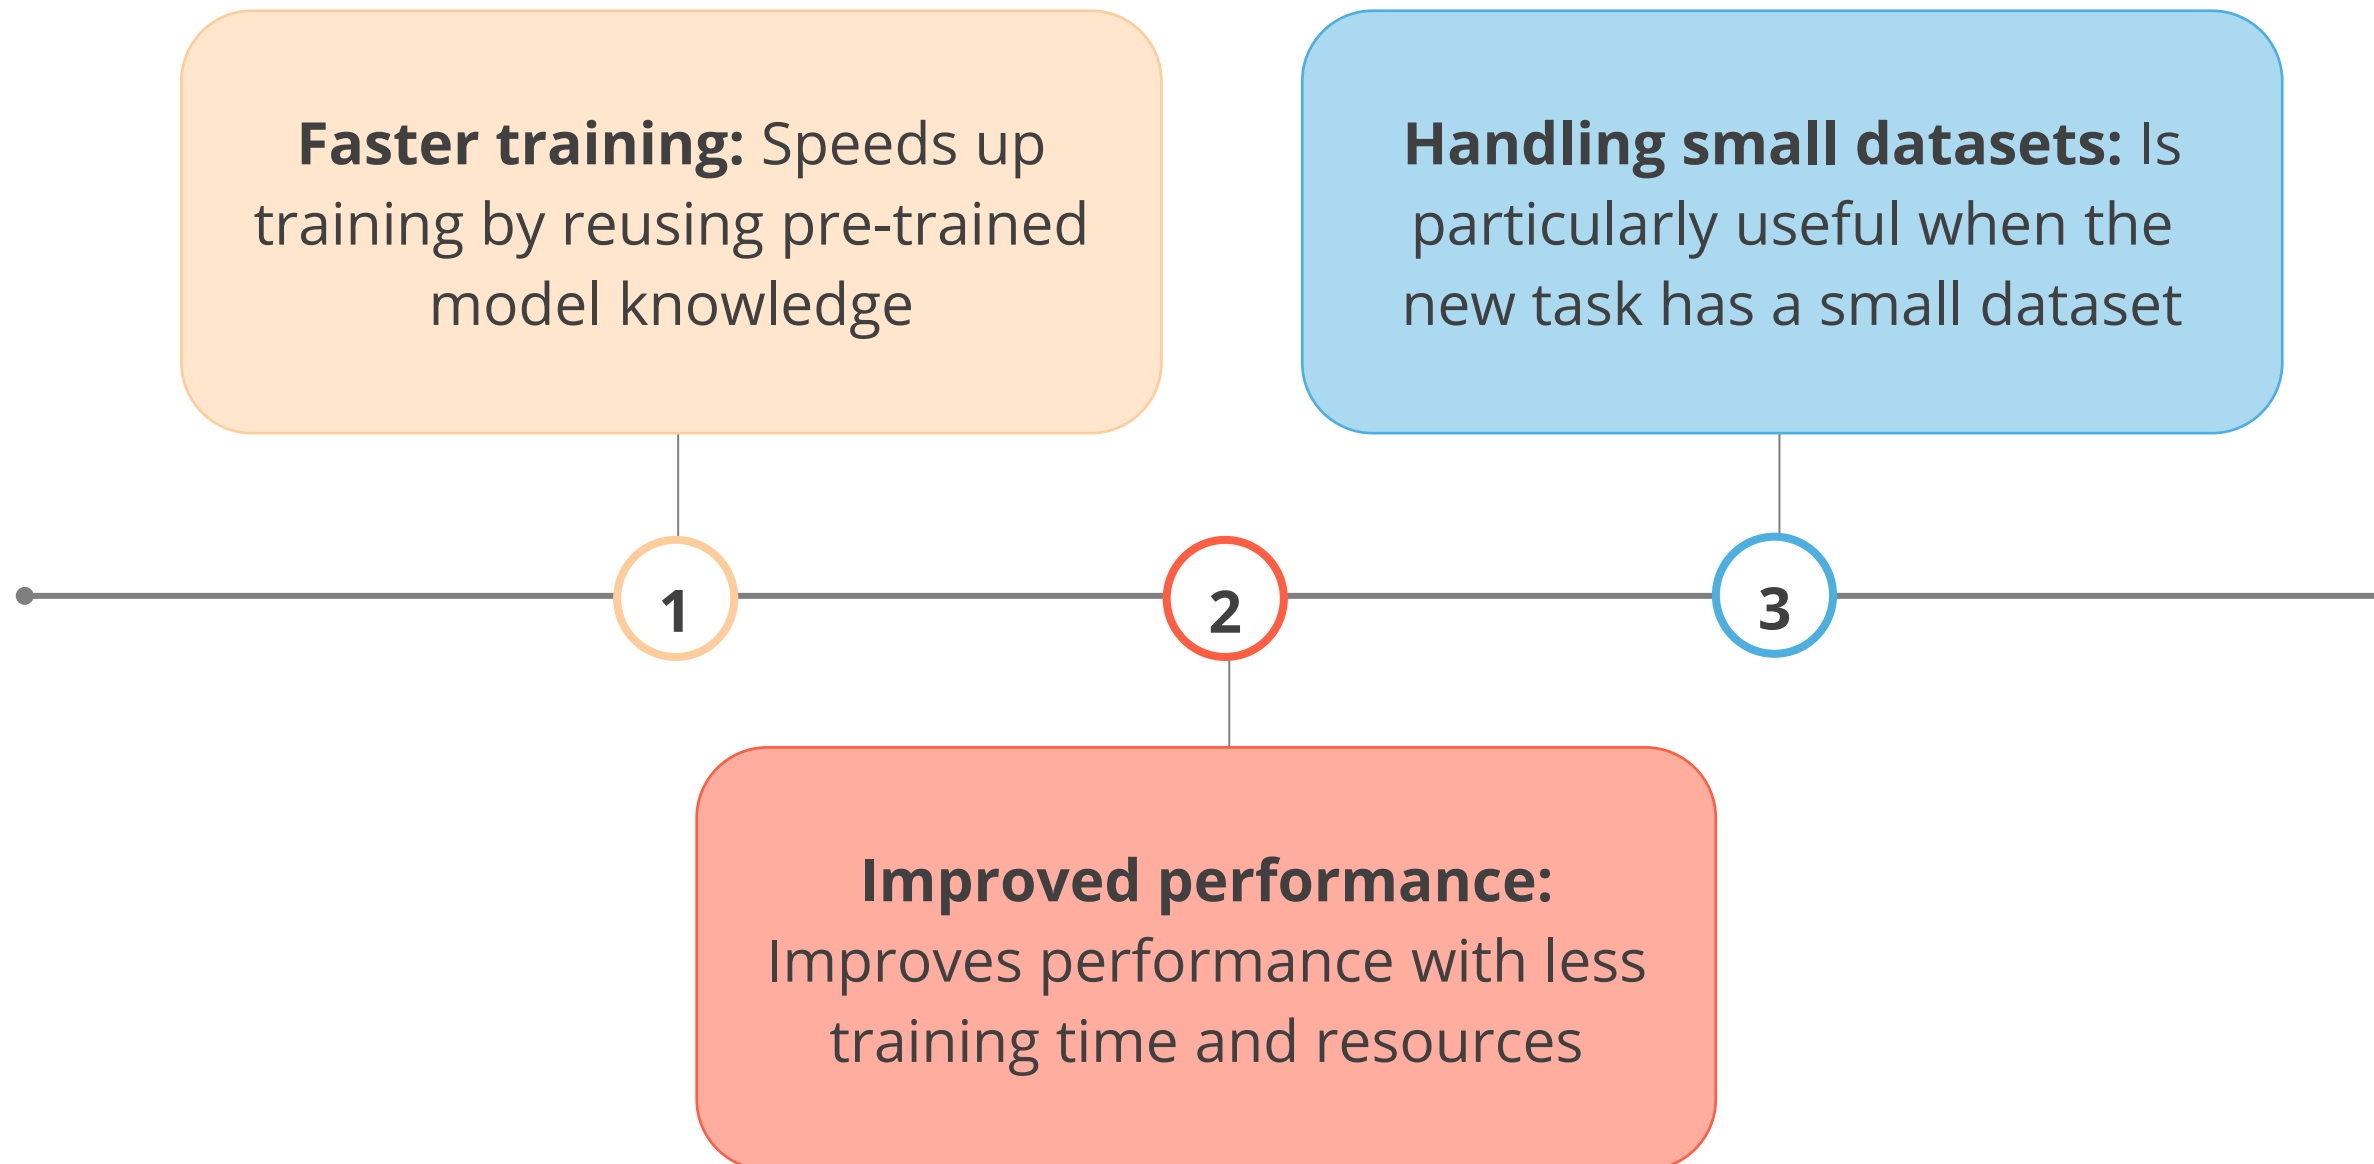 Faster training: Speeds up
training by reusing pre-trained
model knowledge
Handling small datasets: Is
particularly useful when the
new task has a small dataset
1
2
3
Improved performance:
Improves performance with less
training time and resources